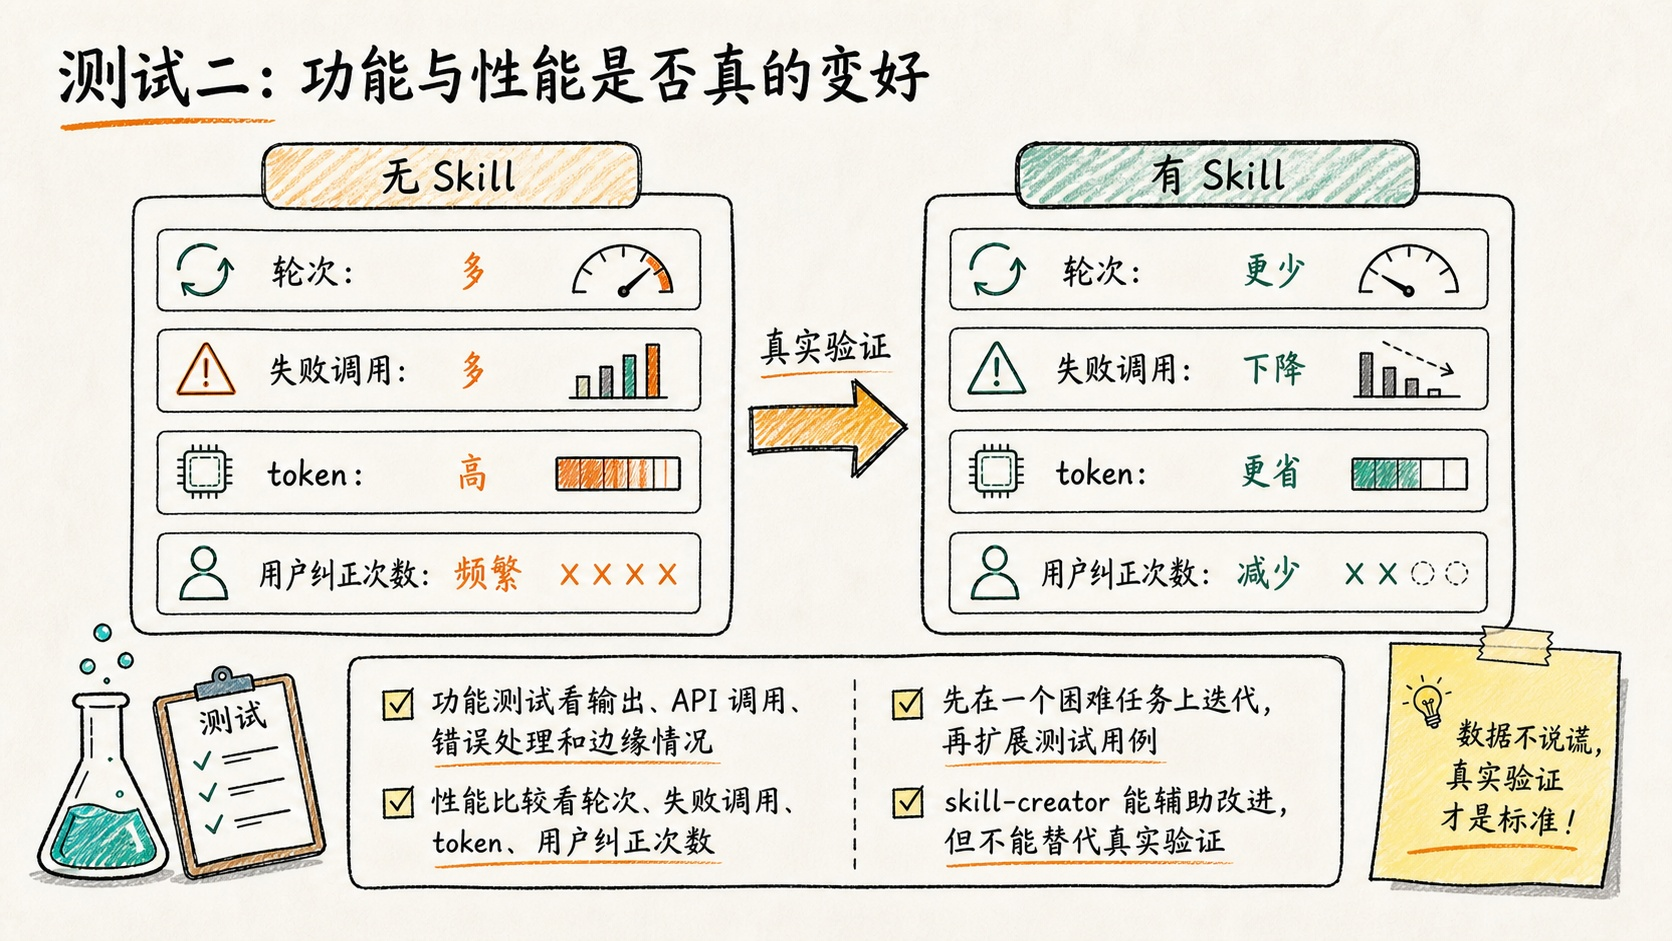 测试二：功能与性能是否真的变好
无 Skill
轮次： 多
失败调用： 多
token： 高
用户纠正次数： 频繁 X X X X
真实验证
有 Skill
轮次： 更少
失败调用： 下降
token： 更省
用户纠正次数： 减少 X X
测试
功能测试看输出、API 调用、
错误处理和边缘情况
性能比较看轮次、失败调用、
token、用户纠正次数
先在一个困难任务上迭代，
再扩展测试用例
skill-creator 能辅助改进，
但不能替代真实验证
数据不说谎，
真实验证
才是标准！